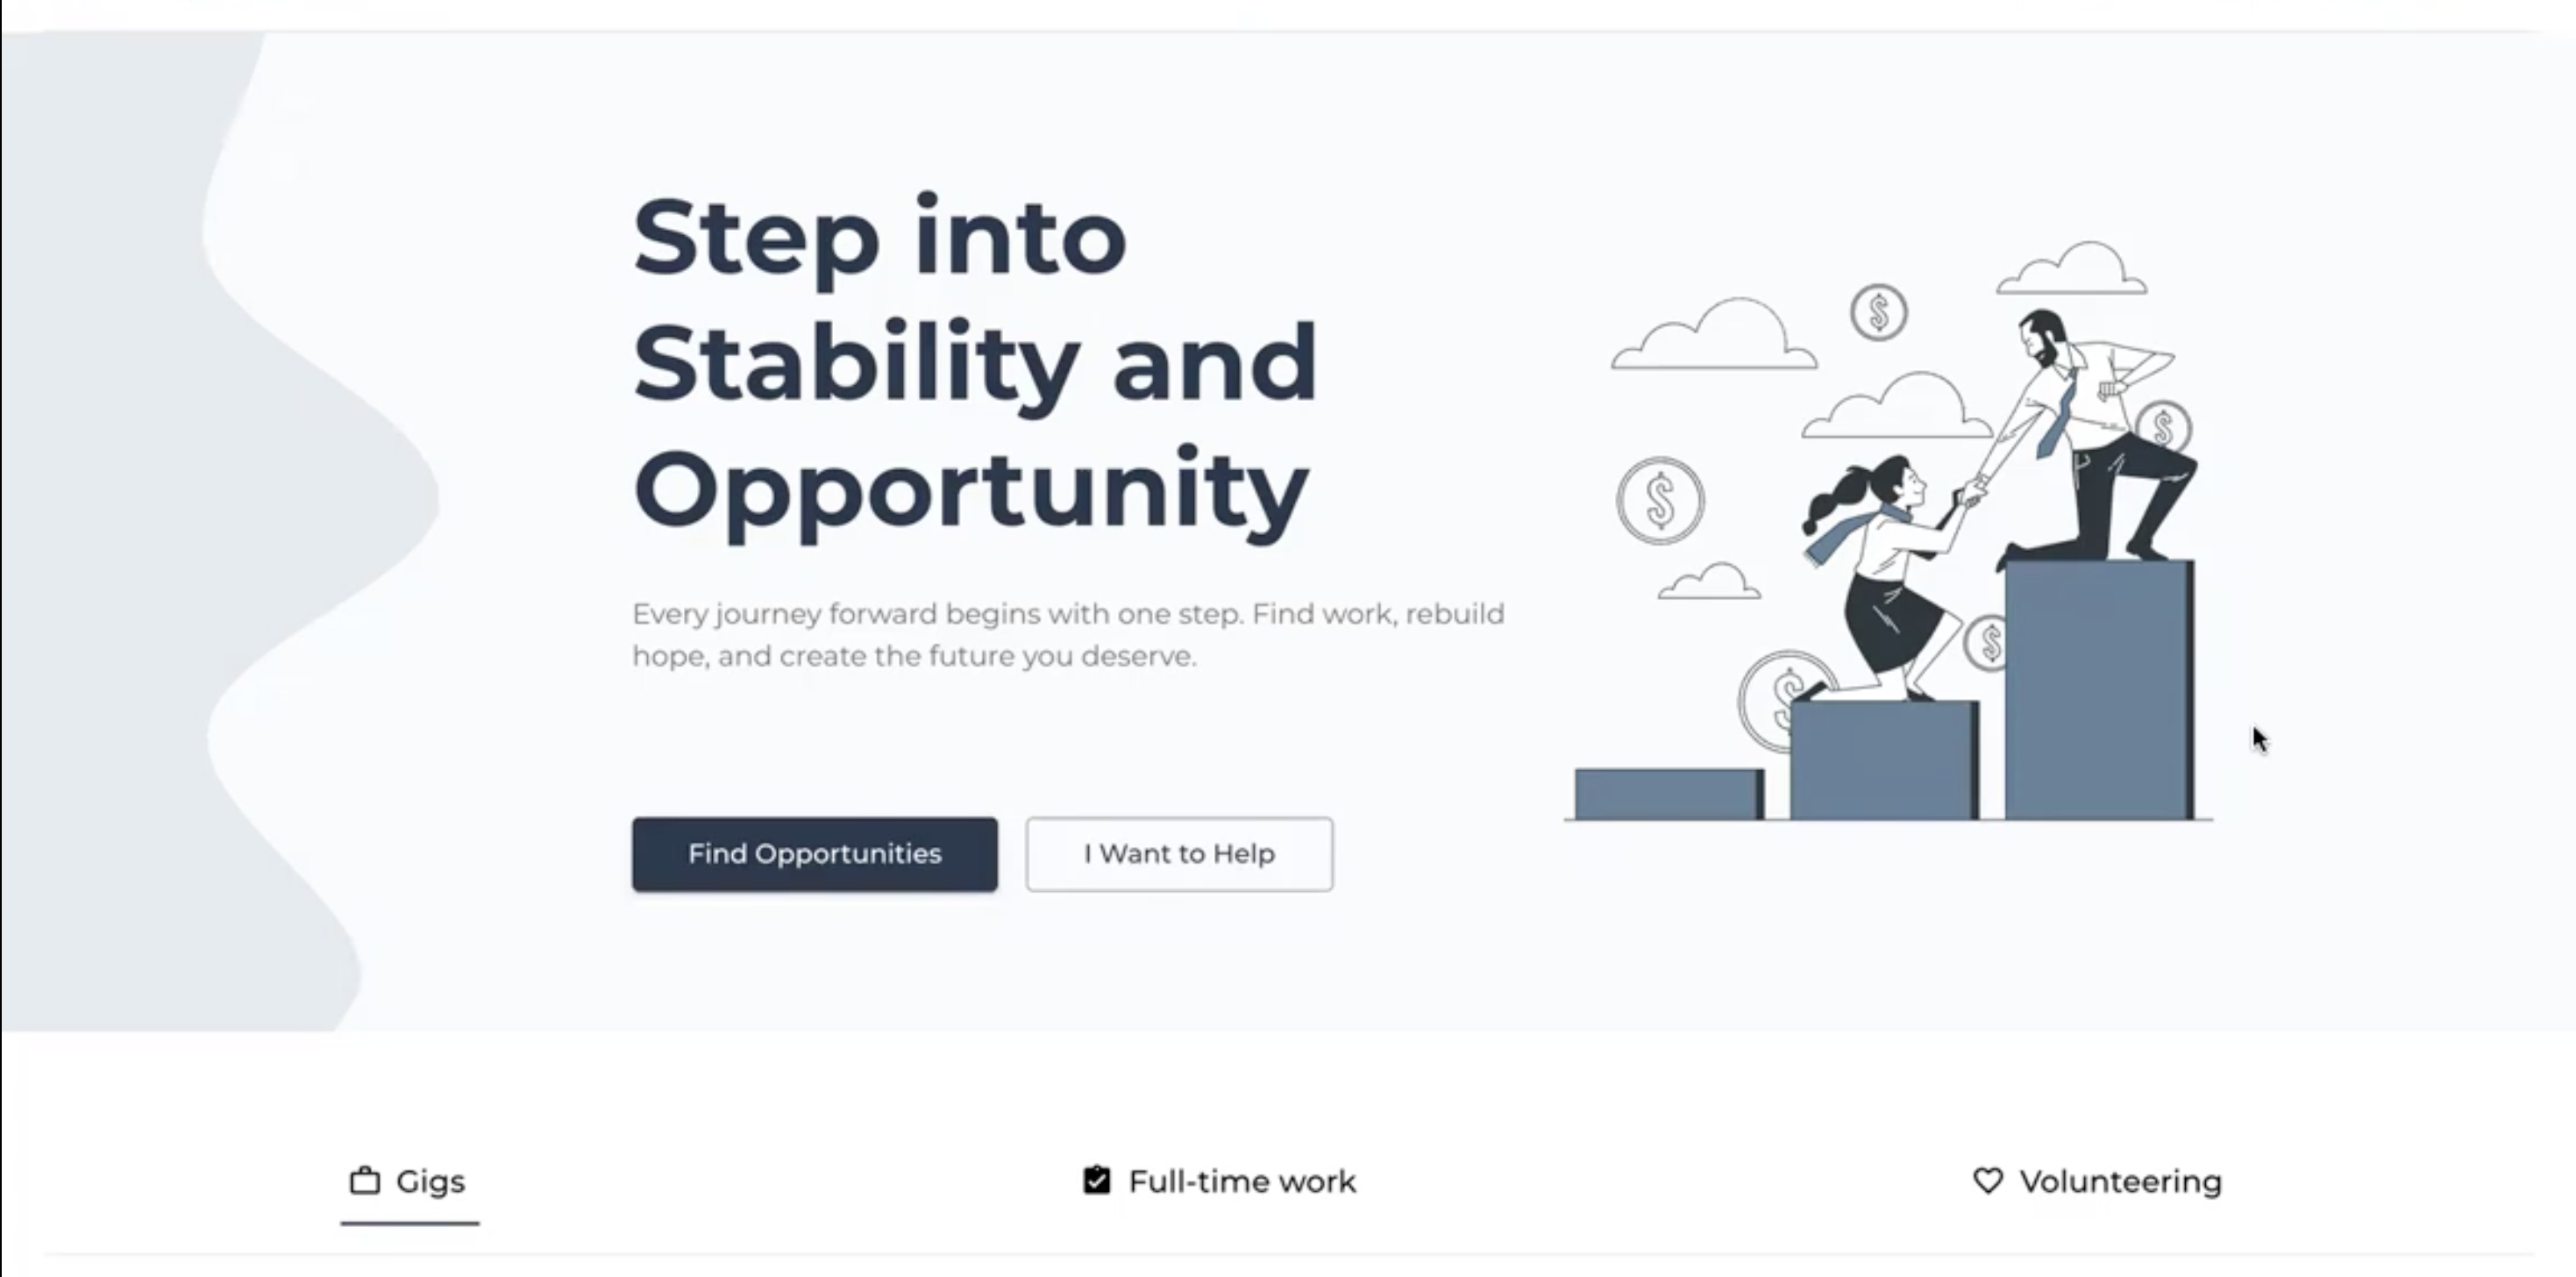 Step into
Stability and
Opportunity
Every journey forward begins with one step. Find work, rebuild
hope, and create the future you deserve.
Find Opportunities
I Want to Help
$
$
$
$
$
Gigs
Full-time work
Volunteering